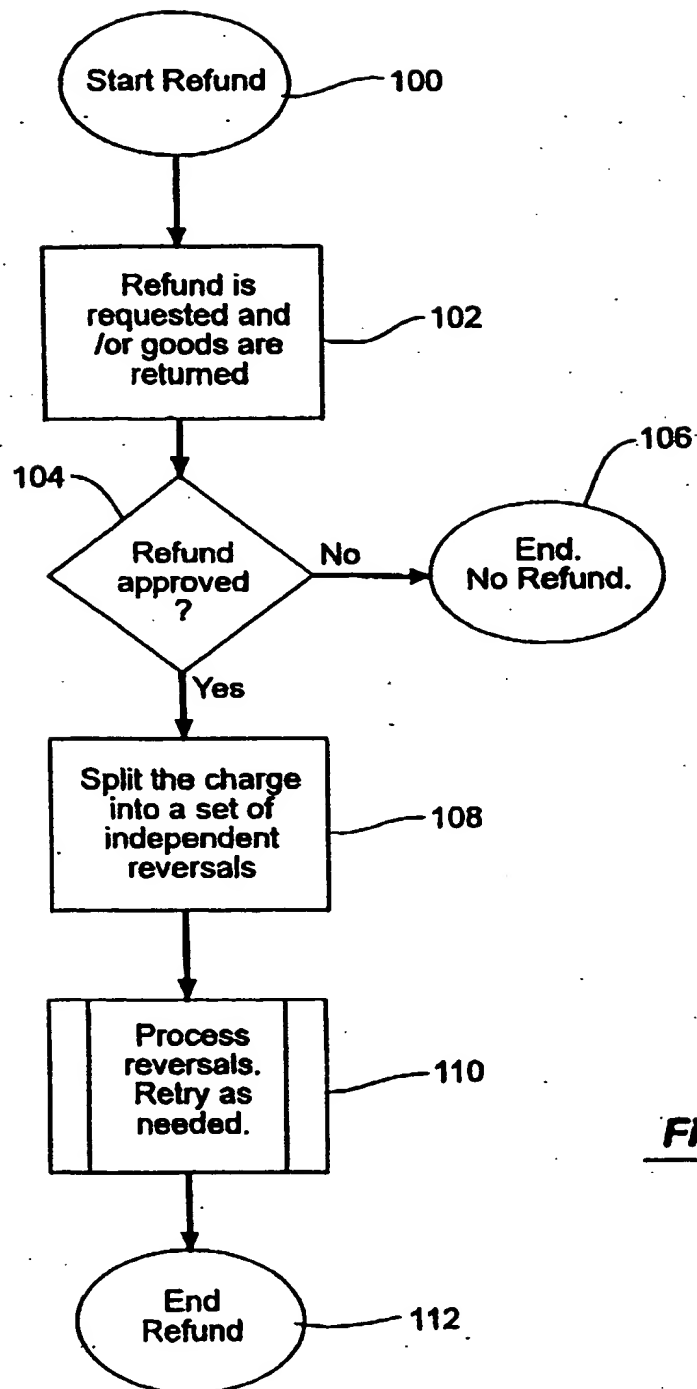 Start Refund
100
Refund is
requested and
/or goods are
returned
102
104
Refund
approved
?
No
106
End.
No Refund.
Yes
Split the charge
into a set of
independent
reversals
108
Process
reversals.
Retry as
needed.
110
End
Refund
112